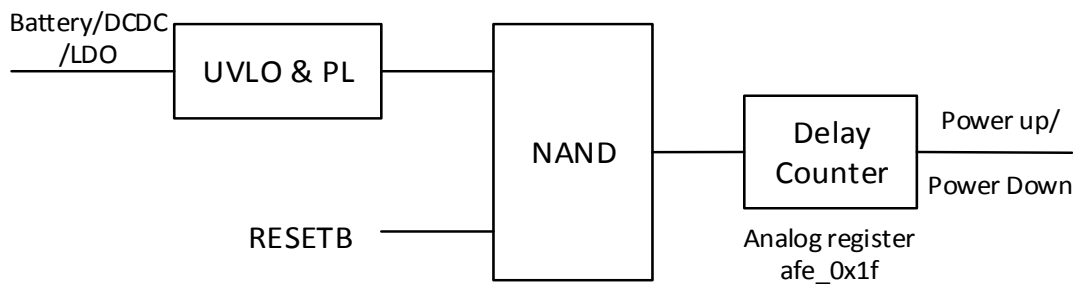 Battery/DCDC
/LDO
UVLO & PL
NAND
RESETB
Delay
Counter
Power up/
Power Down
Analog register
afe_0x1f